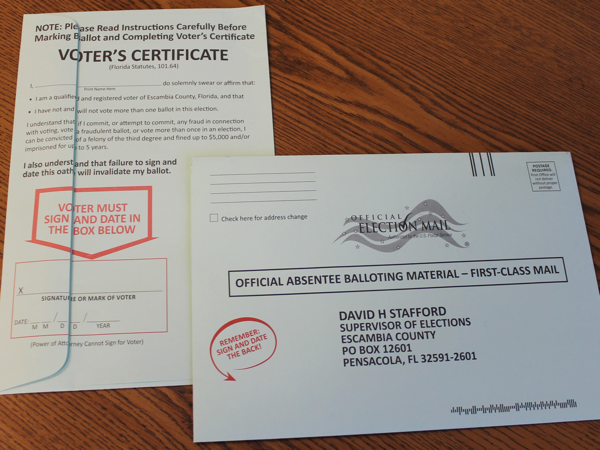 NOTE: Please Read Instructions Carefully Before
Marking Ballot and Completing Voter's Certificate
VOTER'S CERTIFICATE
(Florida Statutes, 101.64)
I, do solemnly swear or affirm that:
Print Name Here
• I am a qualified and registered voter of Escambia County, Florida, and that
• I have not and will not vote more than one ballot in this election.
I understand that if I commit, or attempt to commit, any fraud in connection
with voting, vote a fraudulent ballot, or vote more than once in an election, I
can be convicted of a felony of the third degree and fined up to $5,000 and/or
imprisoned for up to 5 years.
I also understand that failure to sign and
date this oath will invalidate my ballot.
VOTER MUST
SIGN AND DATE IN
THE BOX BELOW
X
SIGNATURE OR MARK OF VOTER
DATE: / /
M M D D YEAR
(Power of Attorney Cannot Sign for Voter)
POSTAGE
REQUIRED
Post Office will
not deliver
without proper
postage.
Check here for address change
OFFICIAL
ELECTION MAIL
OFFICIAL ABSENTEE BALLOTING MATERIAL – FIRST-CLASS MAIL
REMEMBER:
SIGN AND DATE
THE BACK!
DAVID H STAFFORD
SUPERVISOR OF ELECTIONS
ESCAMBIA COUNTY
PO BOX 12601
PENSACOLA, FL 32591-2601